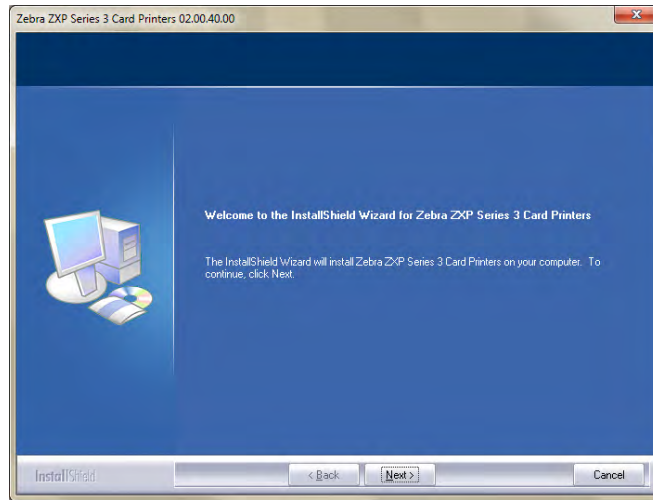 Zebra ZXP Series 3 Card Printers 02.00.40.00
Welcome to the InstallShield Wizard for Zebra ZXP Series 3 Card Printers
The InstallShield Wizard will install Zebra ZXP Series 3 Card Printers on your computer. To
continue, click Next.
InstallShield
< Back
Next >
Cancel